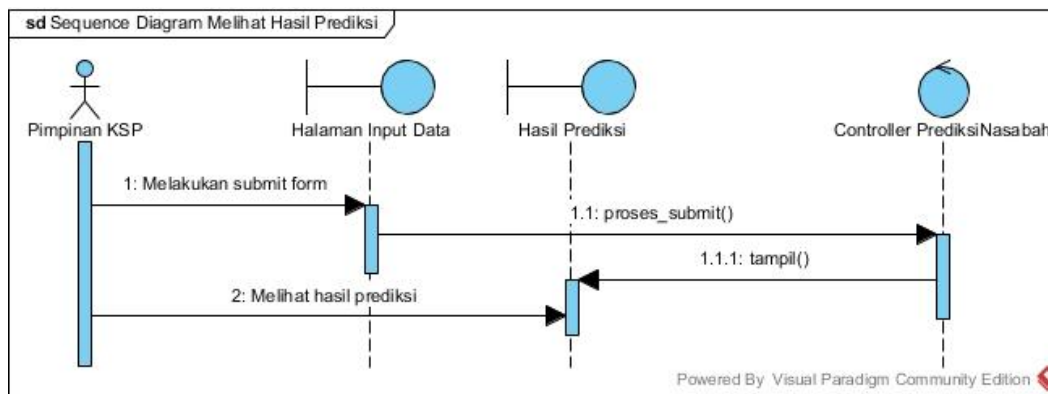 sd Sequence Diagram Melihat Hasil Prediksi
Pimpinan KSP
Halaman Input Data
Hasil Prediksi
Controller PrediksiNasabah
1: Melakukan submit form
1.1: proses_submit()
1.1.1: tampil()
2: Melihat hasil prediksi
Powered By Visual Paradigm Community Edition